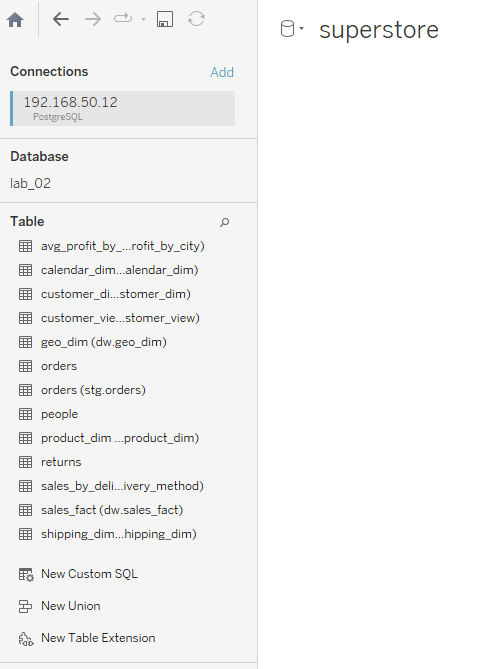 superstore
Connections
Add
192.168.50.12
PostgreSQL
Database
lab_02
Table
avg_profit_by_...rofit_by_city)
calendar_dim...alendar_dim)
customer_di...stomer_dim)
customer_vie...stomer_view)
geo_dim (dw.geo_dim)
orders
orders (stg.orders)
people
product_dim ...product_dim)
returns
sales_by_deli...ivery_method)
sales_fact (dw.sales_fact)
shipping_dim...hipping_dim)
New Custom SQL
New Union
New Table Extension